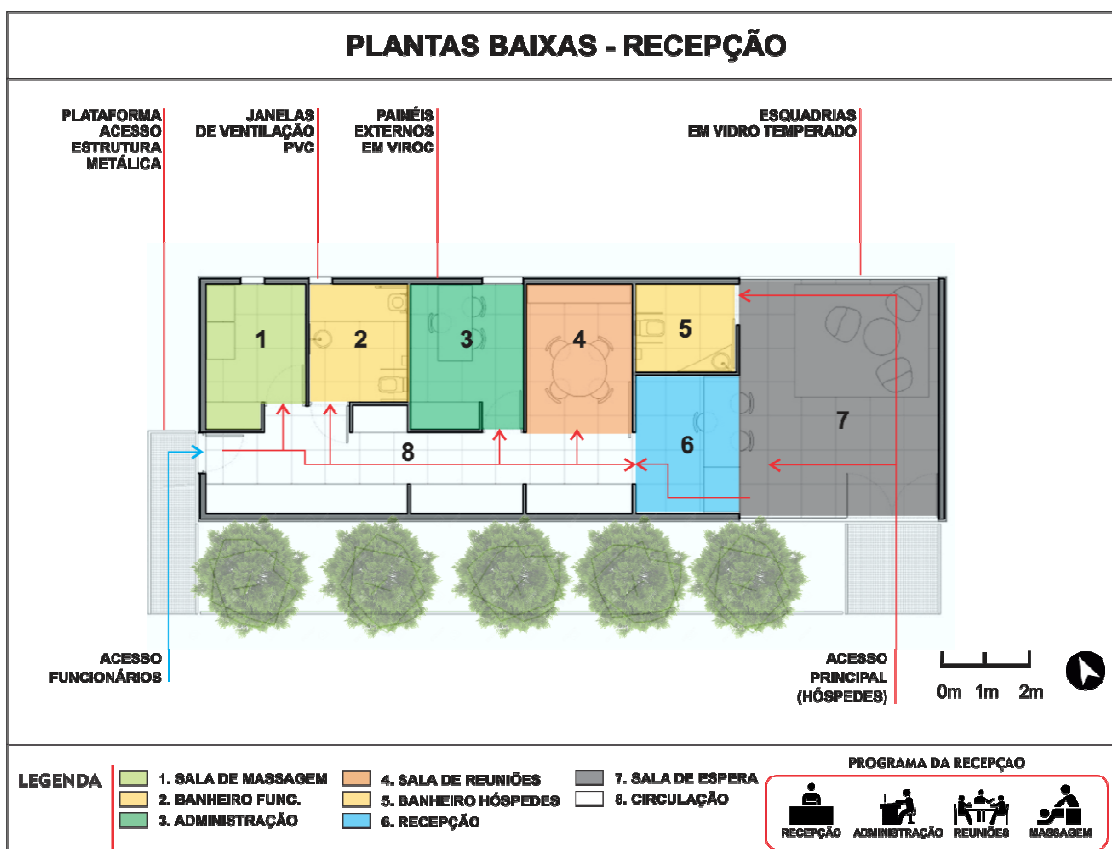 PLANTAS BAIXAS - RECEPÇÃO
PLATAFORMA
ACESSO
ESTRUTURA
METÁLICA
JANELAS
DE VENTILAÇÃO
PVC
PAINÉIS
EXTERNOS
EM VIROC
ESQUADRIAS
EM VIDRO TEMPERADO
1
2
3
4
5
6
7
8
ACESSO
FUNCIONÁRIOS
ACESSO
PRINCIPAL
(HÓSPEDES)
0m 1m 2m
LEGENDA
1. SALA DE MASSAGEM
2. BANHEIRO FUNC.
3. ADMINISTRAÇÃO
4. SALA DE REUNIÕES
5. BANHEIRO HÓSPEDES
6. RECEPÇÃO
7. SALA DE ESPERA
8. CIRCULAÇÃO
PROGRAMA DA RECEPÇÃO
RECEPÇÃO ADMINISTRAÇÃO REUNIÕES MASSAGEM